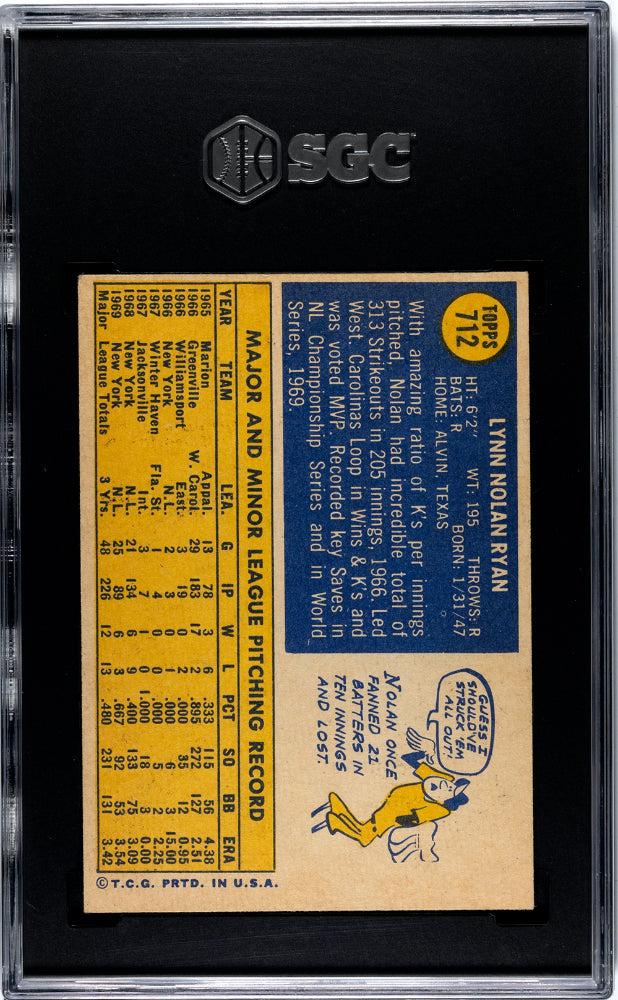 SGC
TOPPS
712
LYNN NOLAN RYAN
HT: 6'2" WT: 195 THROWS: R
BATS: R BORN: 1/31/47
HOME: ALVIN, TEXAS
With amazing ratio of K's per innings
pitched, Nolan had incredible total of
313 Strikeouts in 205 innings, 1966. Led
West. Carolinas Loop in Wins & K's and
was voted MVP. Recorded key Saves in
NL Championship Series and in World
Series, 1969.
GUESS I
SHOULD'VE
STRUCK 'EM
'ALL OUT!
NOLAN ONCE
FANNED 21
BATTERS IN
TEN INNINGS
AND LOST.
MAJOR AND MINOR LEAGUE PITCHING RECORD
YEAR TEAM LEA. G IP W L PCT SO BB ERA
1965 Marion Appal. 13 78 3 6 .333 115 56 4.38
1966 Greenville W. Carol. 29 183 17 2 .895 272 127 2.51
1966 Williamsport East. 3 19 0 2 .000 35 12 0.95
1966 New York N.L. 2 3 0 1 .000 6 3 15.00
1967 Winter Haven Fla. St. 1 4 0 0 .000 5 2 2.25
1967 Jacksonville Int. 3 7 1 0 1.000 18 3 0.00
1968 New York N.L. 21 134 6 9 .400 133 75 3.09
1969 New York N.L. 25 89 6 3 .667 92 53 3.54
Major League Totals 3 Yrs. 48 226 12 13 .480 231 131 3.42
© T.C.G. PRTD. IN U.S.A.